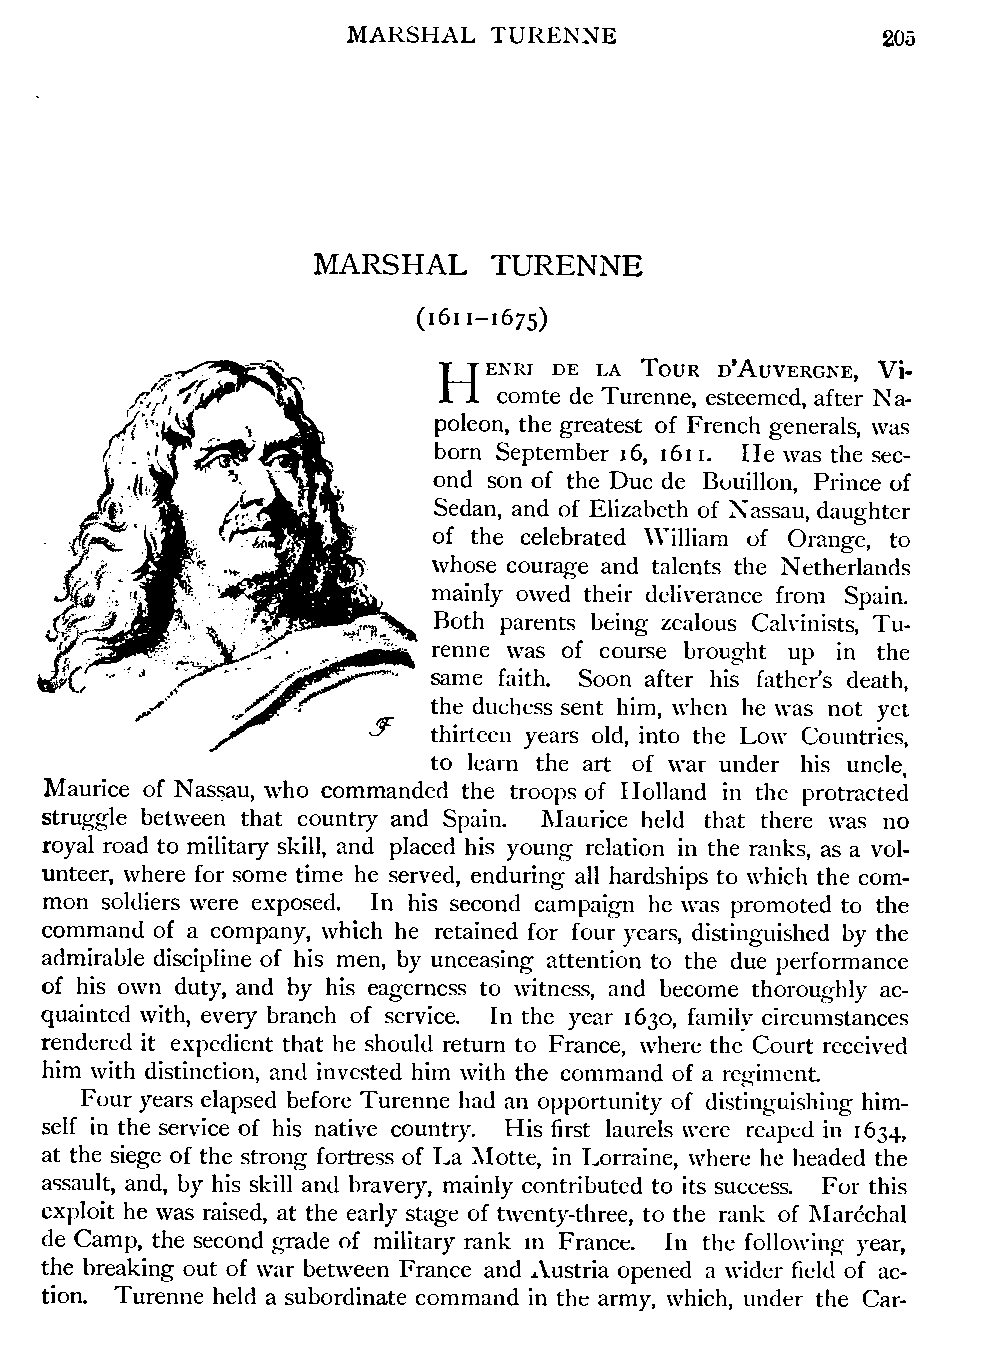 MARSHAL TURENNE 205
MARSHAL TURENNE
(1611–1675)
HENRI DE LA TOUR D'AUVERGNE, Vi-
comte de Turenne, esteemed, after Na-
poleon, the greatest of French generals, was
born September 16, 1611. He was the sec-
ond son of the Duc de Bouillon, Prince of
Sedan, and of Elizabeth of Nassau, daughter
of the celebrated William of Orange, to
whose courage and talents the Netherlands
mainly owed their deliverance from Spain.
Both parents being zealous Calvinists, Tu-
renne was of course brought up in the
same faith. Soon after his father's death,
the duchess sent him, when he was not yet
thirteen years old, into the Low Countries,
to learn the art of war under his uncle,
Maurice of Nassau, who commanded the troops of Holland in the protracted
struggle between that country and Spain. Maurice held that there was no
royal road to military skill, and placed his young relation in the ranks, as a vol-
unteer, where for some time he served, enduring all hardships to which the com-
mon soldiers were exposed. In his second campaign he was promoted to the
command of a company, which he retained for four years, distinguished by the
admirable discipline of his men, by unceasing attention to the due performance
of his own duty, and by his eagerness to witness, and become thoroughly ac-
quainted with, every branch of service. In the year 1630, family circumstances
rendered it expedient that he should return to France, where the Court received
him with distinction, and invested him with the command of a regiment.
Four years elapsed before Turenne had an opportunity of distinguishing him-
self in the service of his native country. His first laurels were reaped in 1634,
at the siege of the strong fortress of La Motte, in Lorraine, where he headed the
assault, and, by his skill and bravery, mainly contributed to its success. For this
exploit he was raised, at the early stage of twenty-three, to the rank of Maréchal
de Camp, the second grade of military rank in France. In the following year,
the breaking out of war between France and Austria opened a wider field of ac-
tion. Turenne held a subordinate command in the army, which, under the Car-